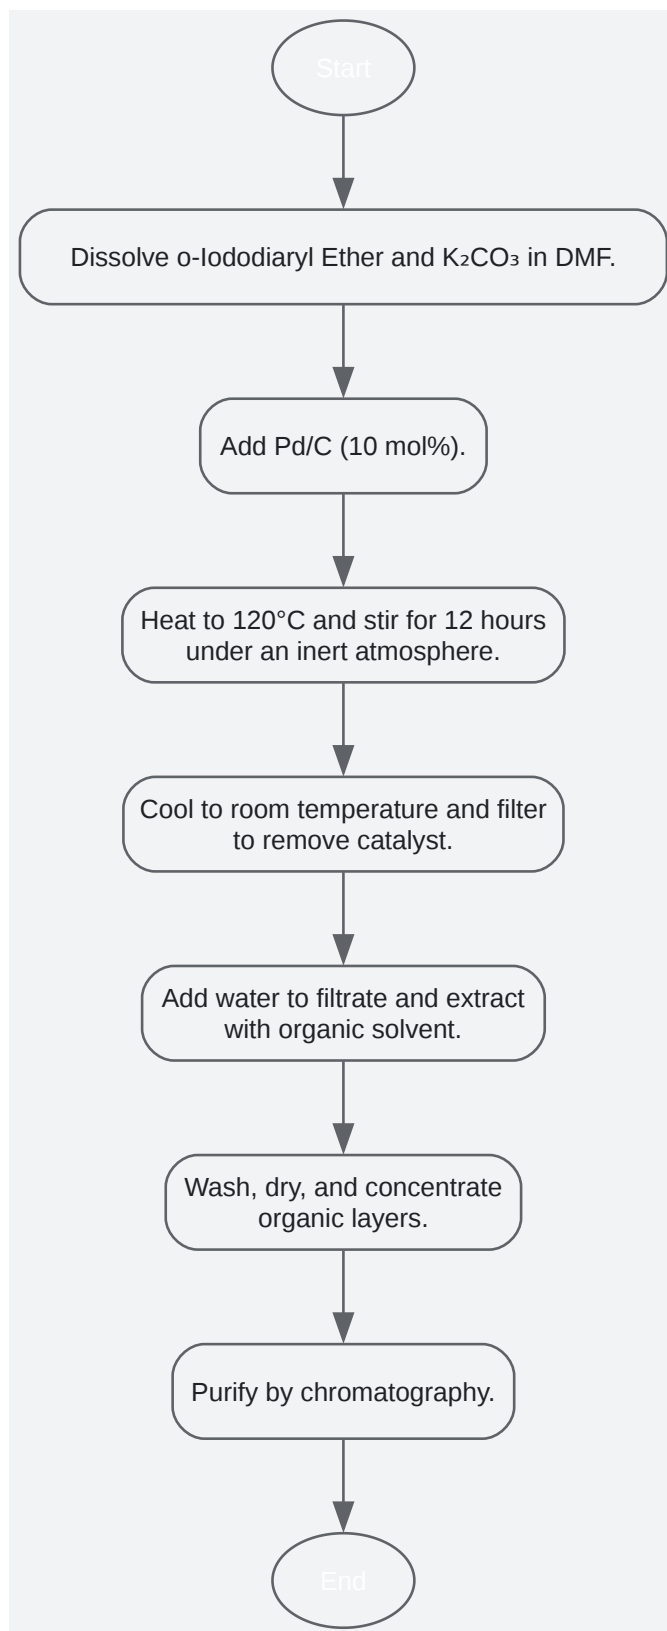 Start
Dissolve o-Iododiaryl Ether and K₂CO₃ in DMF.
Add Pd/C (10 mol%).
Heat to 120°C and stir for 12 hours
under an inert atmosphere.
Cool to room temperature and filter
to remove catalyst.
Add water to filtrate and extract
with organic solvent.
Wash, dry, and concentrate
organic layers.
Purify by chromatography.
End